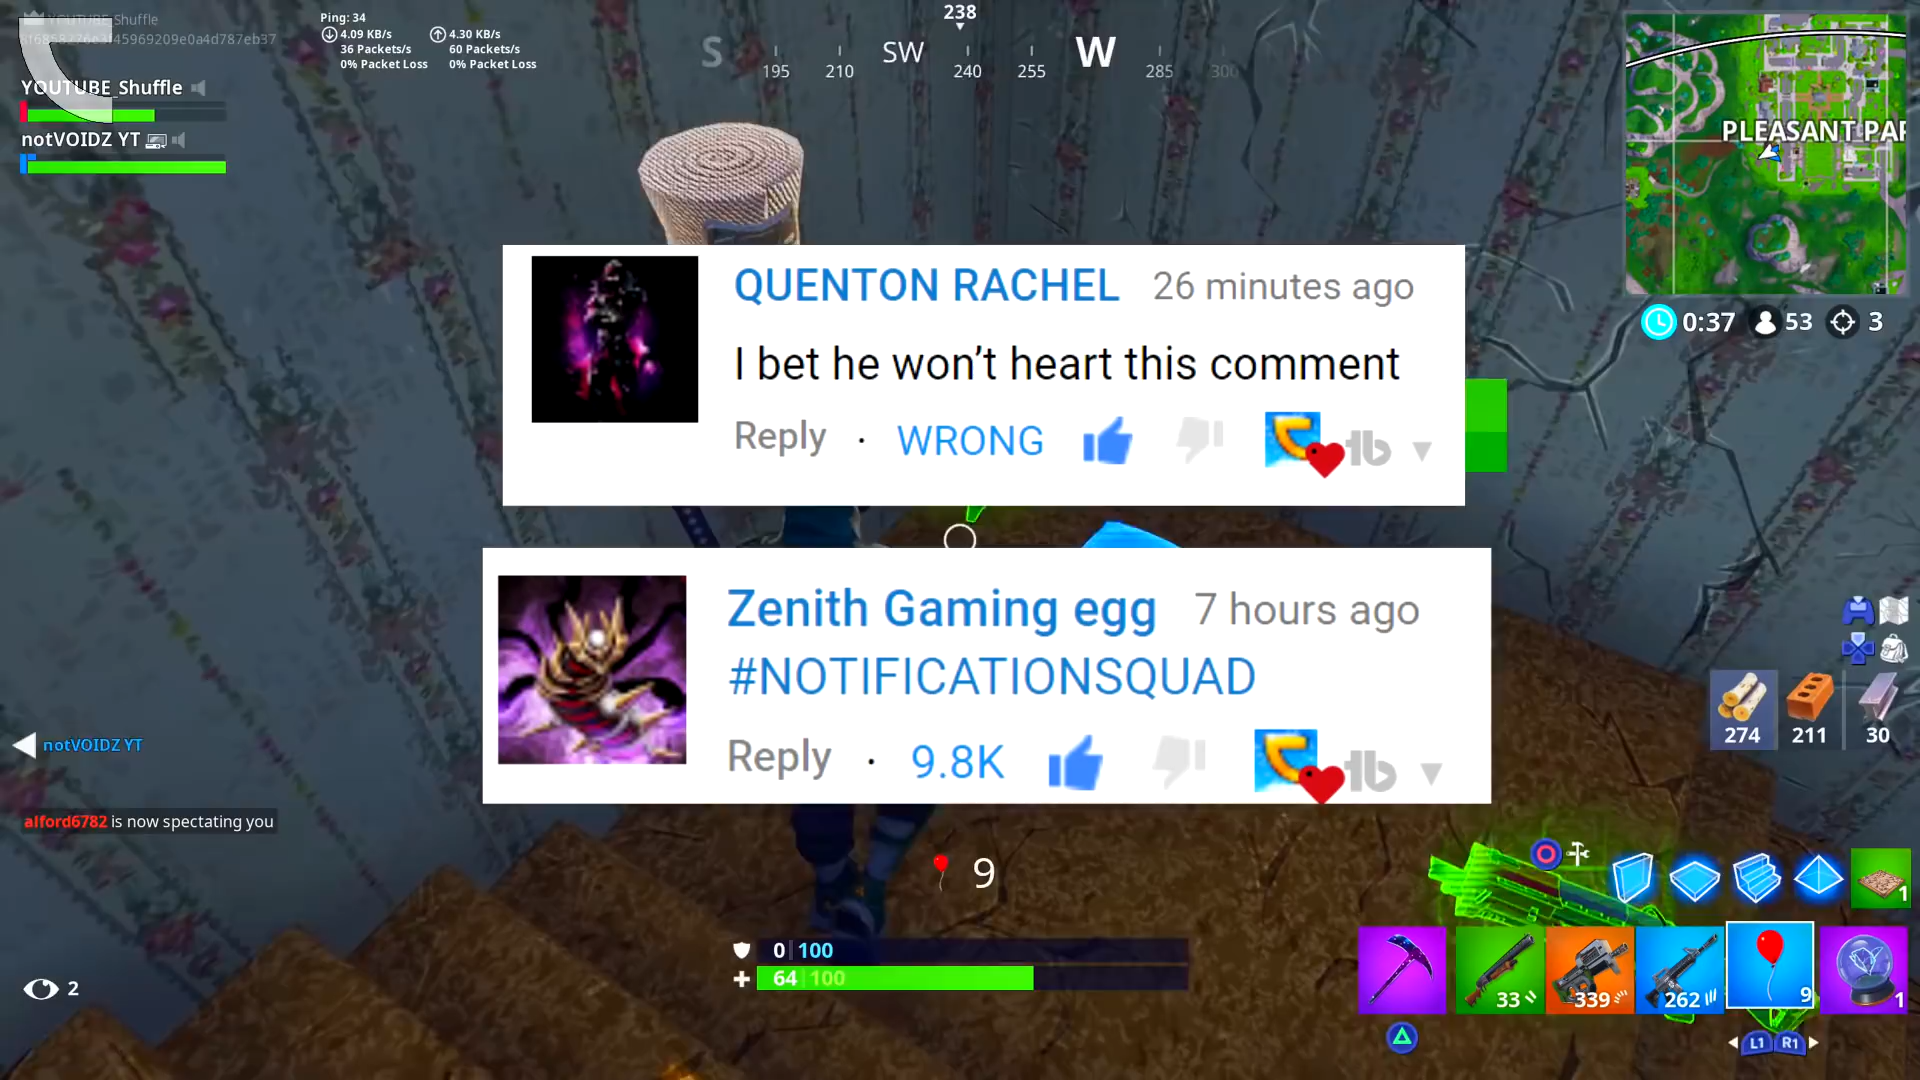 YOUTUBE_Shuffle
Ping: 34
4.09 KB/s
4.30 KB/s
36 Packets/s
60 Packets/s
0% Packet Loss
0% Packet Loss
YOUTUBE_Shuffle
notVOIDZ YT
238
S
195
210
SW
240
255
W
285
300
PLEASANT PAR
0:37
53
3
QUENTON RACHEL 26 minutes ago
I bet he won't heart this comment
Reply · WRONG
Zenith Gaming egg 7 hours ago
#NOTIFICATIONSQUAD
Reply · 9.8K
274
211
30
notVOIDZ YT
alford6782 is now spectating you
2
9
0|100
64|100
1
33
339
262
9
1
L1
R1